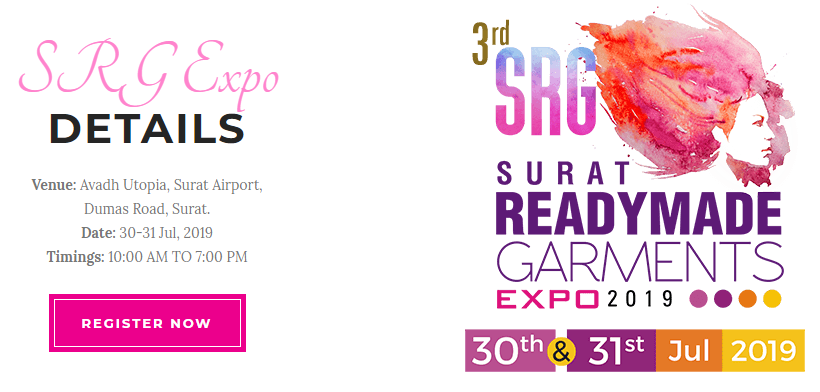 SRG Expo
DETAILS
Venue: Avadh Utopia, Surat Airport,
Dumas Road, Surat.
Date: 30-31 Jul, 2019
Timings: 10:00 AM TO 7:00 PM
REGISTER NOW
3rd
SRG
SURAT
READYMADE
GARMENTS
EXPO 2019
30th & 31st Jul 2019